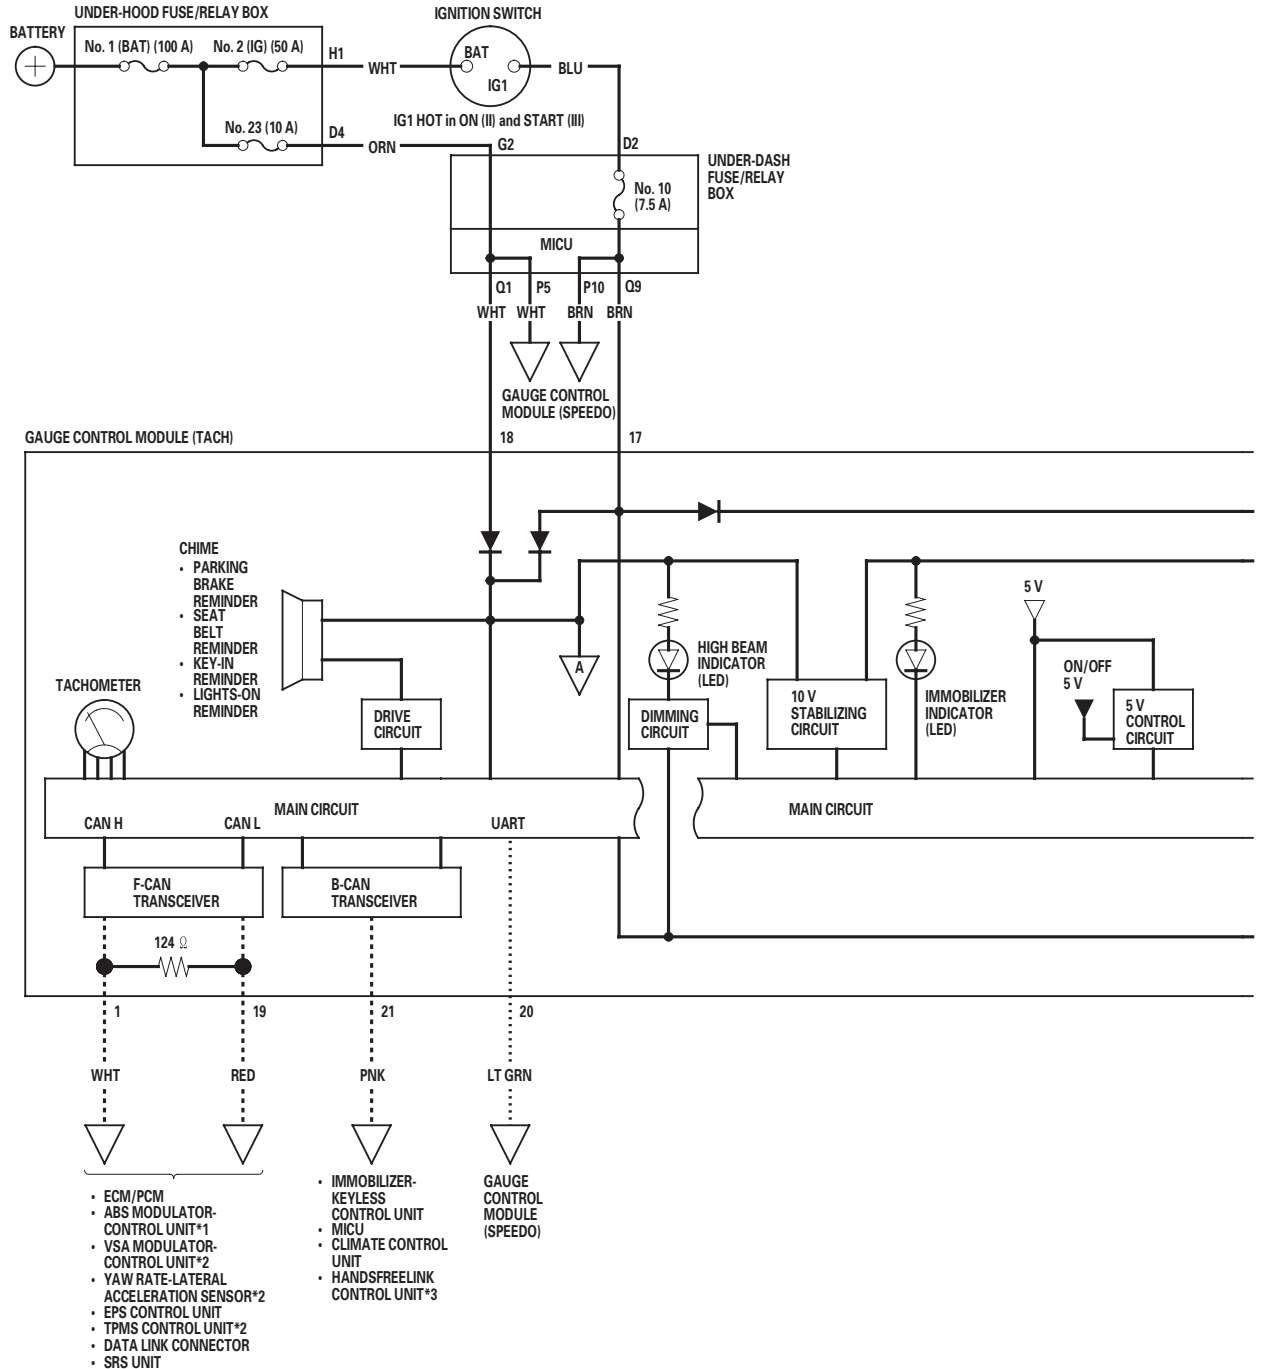 UNDER-HOOD FUSE/RELAY BOX
IGNITION SWITCH
BATTERY
No. 1 (BAT) (100 A)
No. 2 (IG) (50 A)
H1
WHT
BAT
IG1
BLU
IG1 HOT in ON (II) and START (III)
No. 23 (10 A)
D4
ORN
G2
D2
UNDER-DASH
FUSE/RELAY
BOX
No. 10
(7.5 A)
MICU
Q1
P5
P10
Q9
WHT
WHT
BRN
BRN
GAUGE CONTROL
MODULE (SPEEDO)
GAUGE CONTROL MODULE (TACH)
18
17
CHIME
• PARKING
BRAKE
REMINDER
• SEAT
BELT
REMINDER
• KEY-IN
REMINDER
• LIGHTS-ON
REMINDER
TACHOMETER
DRIVE
CIRCUIT
A
HIGH BEAM
INDICATOR
(LED)
DIMMING
CIRCUIT
10 V
STABILIZING
CIRCUIT
IMMOBILIZER
INDICATOR
(LED)
5 V
ON/OFF
5 V
5 V
CONTROL
CIRCUIT
MAIN CIRCUIT
MAIN CIRCUIT
CAN H
CAN L
UART
F-CAN
TRANSCEIVER
B-CAN
TRANSCEIVER
124 Ω
1
19
21
20
WHT
RED
PNK
LT GRN
• ECM/PCM
• ABS MODULATOR-
CONTROL UNIT*1
• VSA MODULATOR-
CONTROL UNIT*2
• YAW RATE-LATERAL
ACCELERATION SENSOR*2
• EPS CONTROL UNIT
• TPMS CONTROL UNIT*2
• DATA LINK CONNECTOR
• SRS UNIT
• IMMOBILIZER-
KEYLESS
CONTROL UNIT
• MICU
• CLIMATE CONTROL
UNIT
• HANDSFREELINK
CONTROL UNIT*3
GAUGE
CONTROL
MODULE
(SPEEDO)